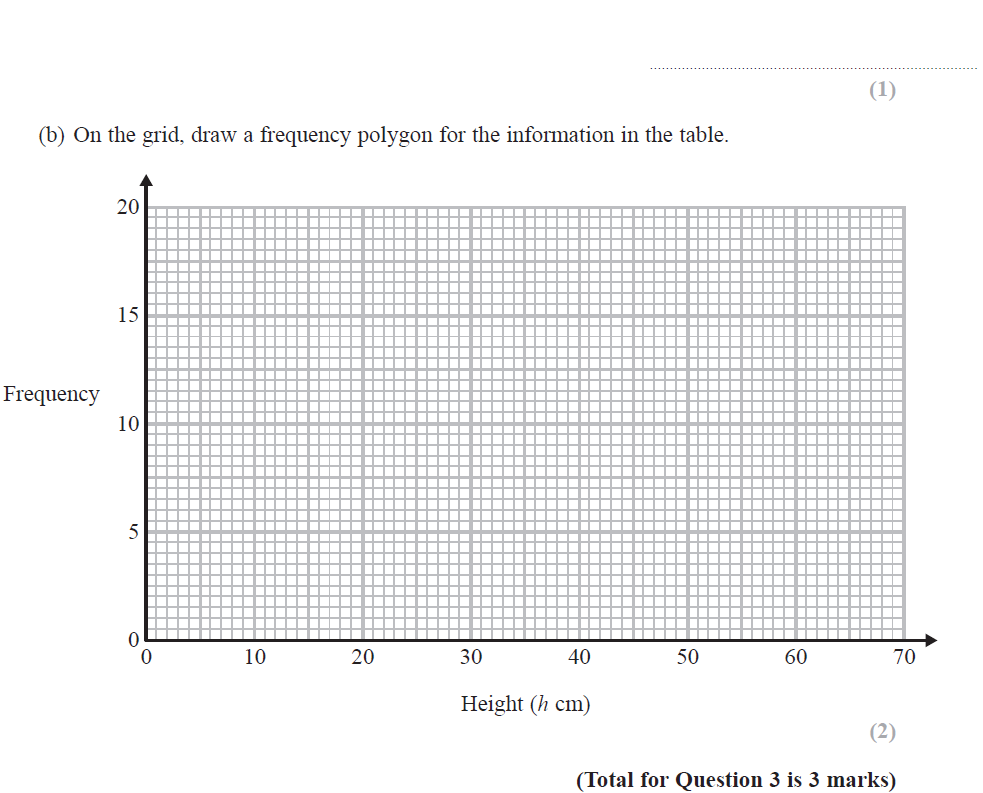 (1)
(b) On the grid, draw a frequency polygon for the information in the table.
20
15
Frequency
10
5
0
0 10 20 30 40 50 60 70
Height (h cm)
(2)
(Total for Question 3 is 3 marks)